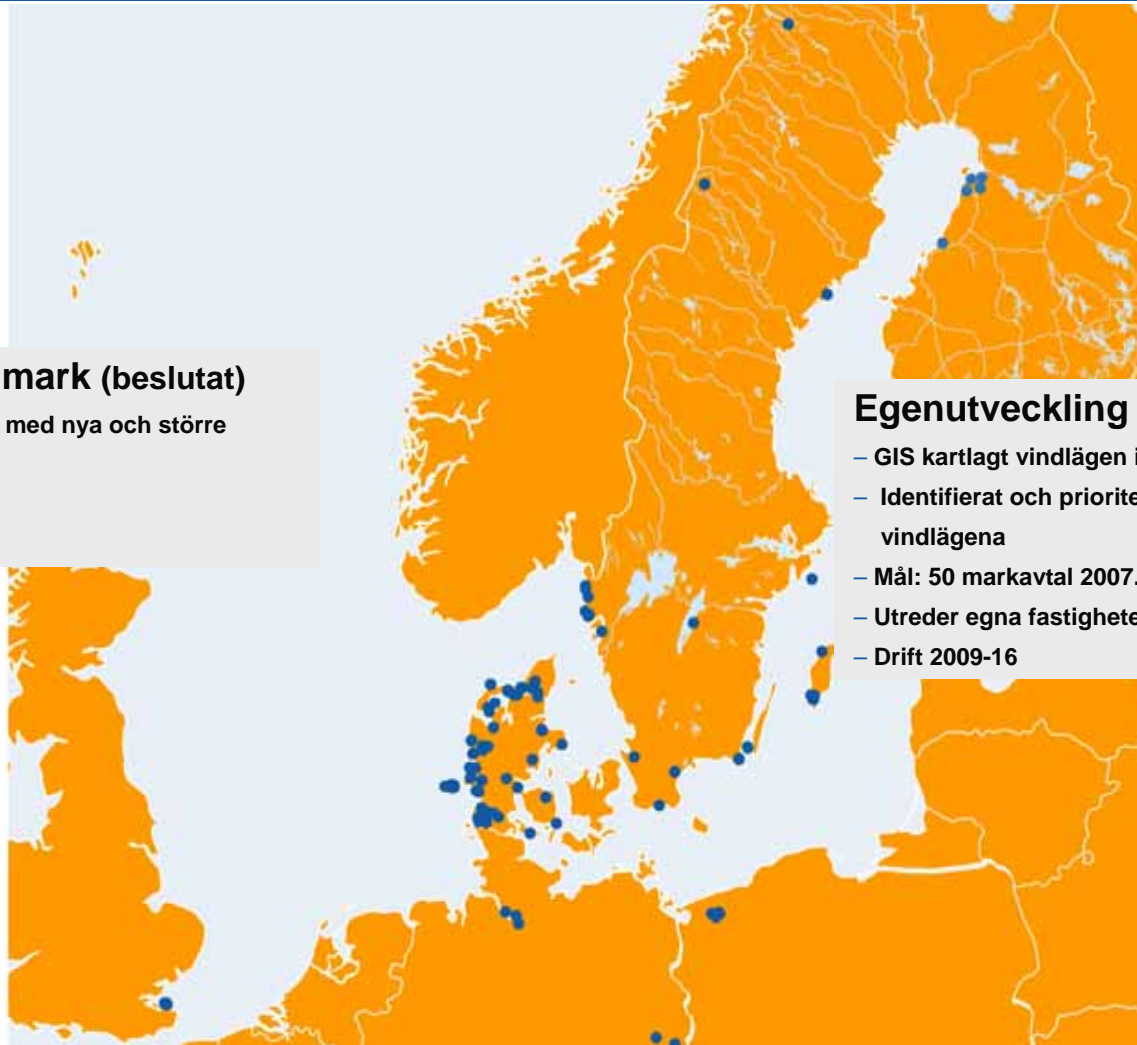 mark (beslutat)
med nya och större
Egenutveckling
– GIS kartlagt vindlägen i
– Identifierat och priorite
vindlägena
– Mål: 50 markavtal 2007.
– Utreder egna fastighete
– Drift 2009-16